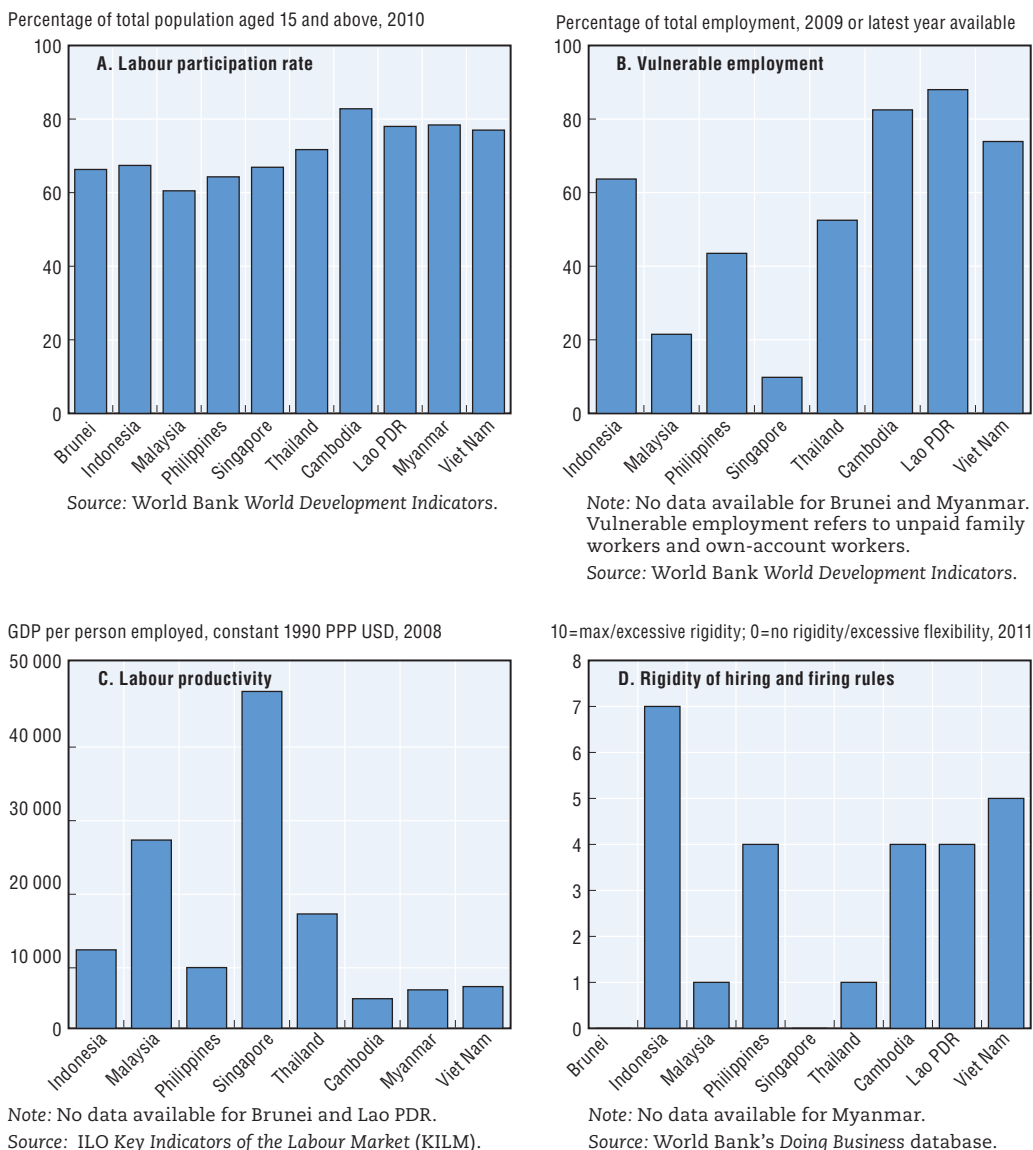 Percentage of total population aged 15 and above, 2010
A. Labour participation rate
100
80
60
40
20
0
Brunei
Indonesia
Malaysia
Philippines
Singapore
Thailand
Cambodia
Lao PDR
Myanmar
Viet Nam
Source: World Bank World Development Indicators.
Percentage of total employment, 2009 or latest year available
B. Vulnerable employment
100
80
60
40
20
0
Indonesia
Malaysia
Philippines
Singapore
Thailand
Cambodia
Lao PDR
Viet Nam
Note: No data available for Brunei and Myanmar.
Vulnerable employment refers to unpaid family
workers and own-account workers.
Source: World Bank World Development Indicators.
GDP per person employed, constant 1990 PPP USD, 2008
C. Labour productivity
50 000
40 000
30 000
20 000
10 000
0
Indonesia
Malaysia
Philippines
Singapore
Thailand
Cambodia
Myanmar
Viet Nam
Note: No data available for Brunei and Lao PDR.
Source: ILO Key Indicators of the Labour Market (KILM).
10=max/excessive rigidity; 0=no rigidity/excessive flexibility, 2011
D. Rigidity of hiring and firing rules
8
7
6
5
4
3
2
1
0
Brunei
Indonesia
Malaysia
Philippines
Singapore
Thailand
Cambodia
Lao PDR
Viet Nam
Note: No data available for Myanmar.
Source: World Bank's Doing Business database.